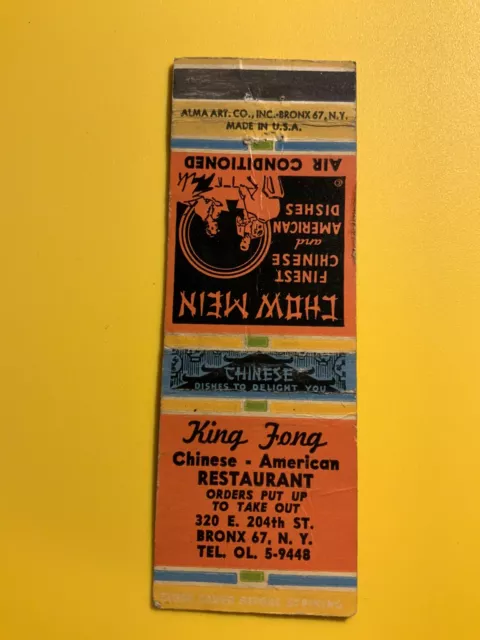 ALMA ART. CO., INC.-BRONX 67, N.Y.
MADE IN U.S.A.
AIR CONDITIONED
CHOW MEIN
FINEST
CHINESE
and
AMERICAN
DISHES
CHINESE
DISHES TO DELIGHT YOU
King Fong
Chinese - American
RESTAURANT
ORDERS PUT UP
TO TAKE OUT
320 E. 204th ST.
BRONX 67, N. Y.
TEL. OL. 5-9448